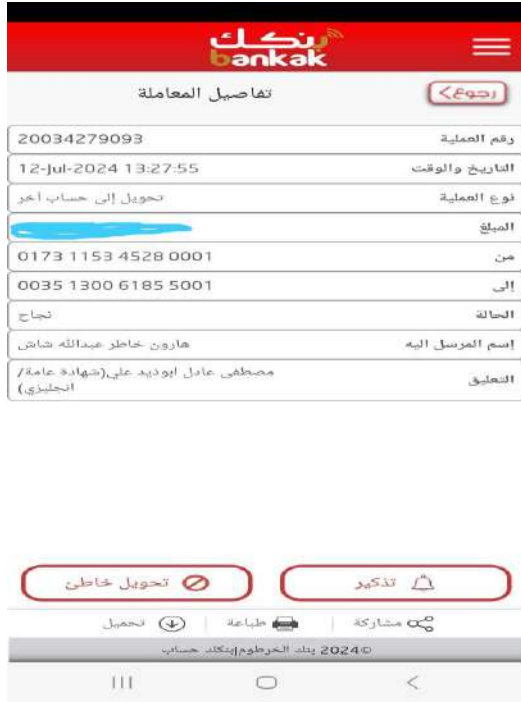 بنكك
bankak
رجوع>
تفاصيل المعاملة
رقم العملية 20034279093
التاريخ والوقت 12-Jul-2024 13:27:55
نوع العملية تحويل إلى حساب آخر
المبلغ
من 0173 1153 4528 0001
إلى 0035 1300 6185 5001
الحالة نجاح
إسم المرسل اليه هارون خاطر عبدالله شاش
التعليق مصطفى عادل ابوذيد علي(شهادة عامة/
انجليزي)
تذكير
تحويل خاطئ
مشاركة
طباعة
تحميل
©2024 بنك الخرطوم|بنكك حساب